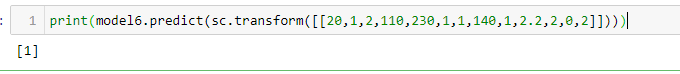 : 1 print(model6.predict(sc.transform([[20,1,2,110,230,1,1,140,1,2.2,2,0,2]])))
[1]